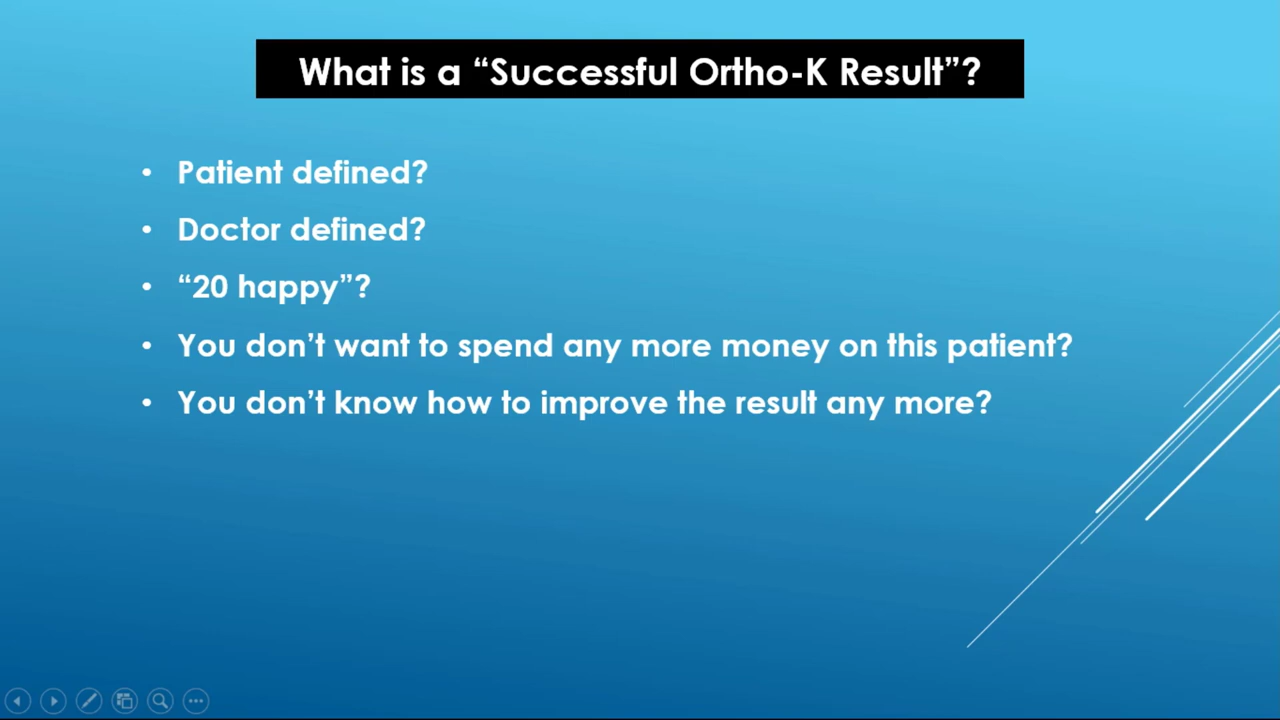 What is a “Successful Ortho-K Result”?
• Patient defined?
• Doctor defined?
• “20 happy”?
• You don’t want to spend any more money on this patient?
• You don’t know how to improve the result any more?